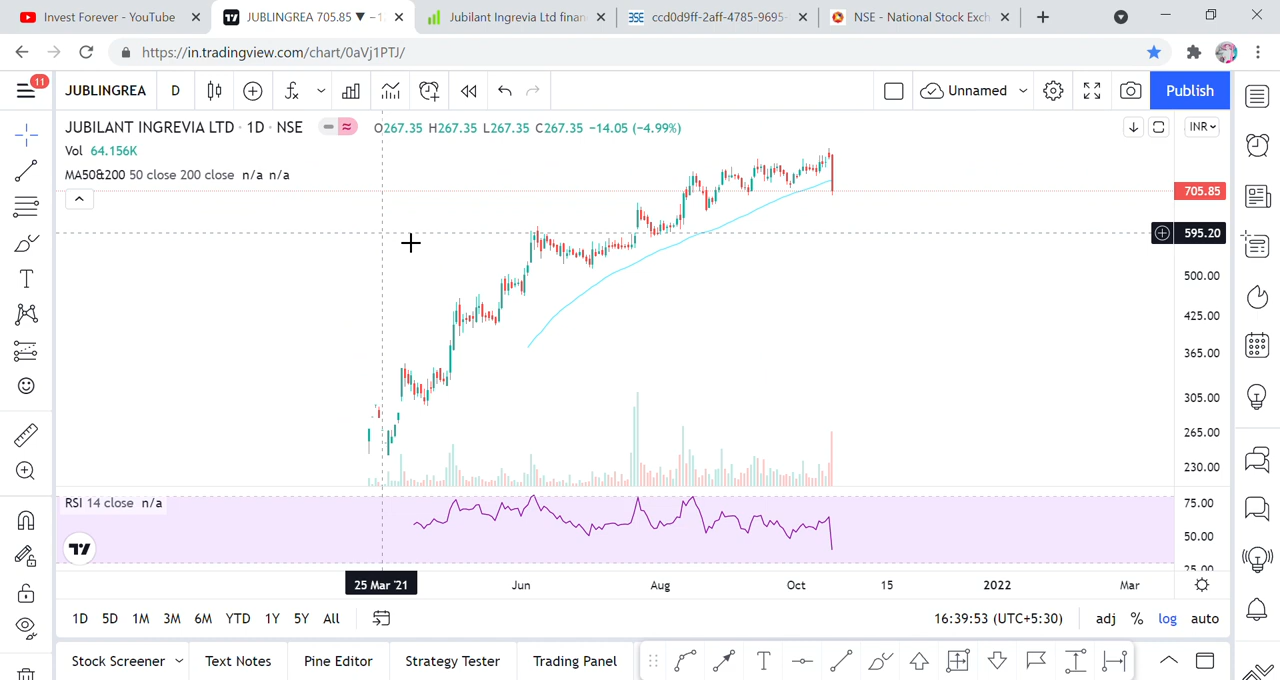 Invest Forever - YouTube
JUBLINGREA 705.85 ▼ −1
Jubilant Ingrevia Ltd finan
BSE
ccd0d9ff-2aff-4785-9695-
NSE - National Stock Exch
https://in.tradingview.com/chart/0aVj1PTJ/
11
JUBLINGREA
D
Unnamed
Publish
JUBILANT INGREVIA LTD · 1D · NSE
O267.35 H267.35 L267.35 C267.35 −14.05 (−4.99%)
INR
Vol 64.156K
MA50&200 50 close 200 close n/a n/a
705.85
595.20
500.00
425.00
365.00
305.00
265.00
230.00
RSI 14 close n/a
75.00
50.00
25.00
25 Mar '21
Jun
Aug
Oct
15
2022
Mar
1D 5D 1M 3M 6M YTD 1Y 5Y All
16:39:53 (UTC+5:30)
adj % log auto
Stock Screener
Text Notes
Pine Editor
Strategy Tester
Trading Panel